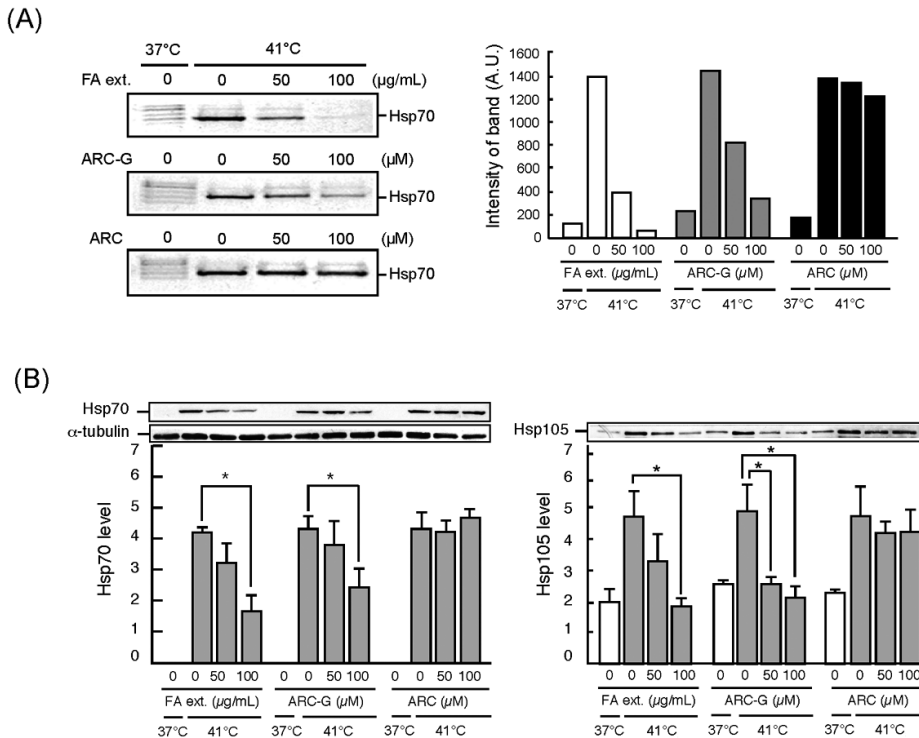 (A)
37°C 41°C
FA ext. 0 0 50 100 (µg/mL)
Hsp70
ARC-G 0 0 50 100 (µM)
Hsp70
ARC 0 0 50 100 (µM)
Hsp70
Intensity of band (A.U.)
1600
1400
1200
1000
800
600
400
200
0
0 0 50 100 0 0 50 100 0 0 50 100
FA ext. (µg/mL) ARC-G (µM) ARC (µM)
37°C 41°C 37°C 41°C 37°C 41°C
(B)
Hsp70
α-tubulin
Hsp70 level
7
6
5
4
3
2
1
0
* *
0 0 50 100 0 0 50 100 0 0 50 100
FA ext. (µg/mL) ARC-G (µM) ARC (µM)
37°C 41°C 37°C 41°C 37°C 41°C
Hsp105
Hsp105 level
7
6
5
4
3
2
1
0
* * *
0 0 50 100 0 0 50 100 0 0 50 100
FA ext. (µg/mL) ARC-G (µM) ARC (µM)
37°C 41°C 37°C 41°C 37°C 41°C